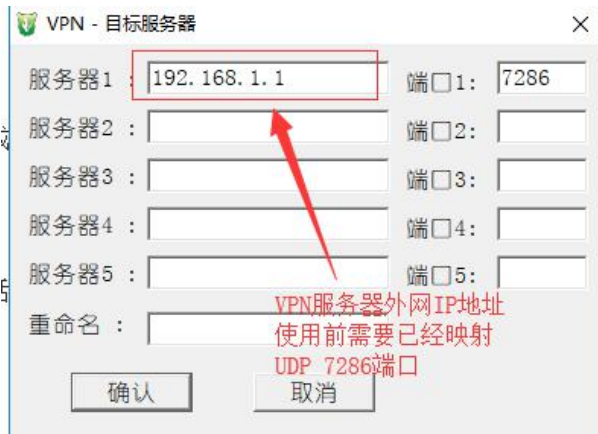 VPN - 目标服务器
服务器1 : 192.168.1.1 端口1: 7286
服务器2 : 端口2:
服务器3 : 端口3:
服务器4 : 端口4:
服务器5 : 端口5:
VPN服务器外网IP地址
重命名 :
使用前需要已经映射
UDP 7286端口
确认 取消